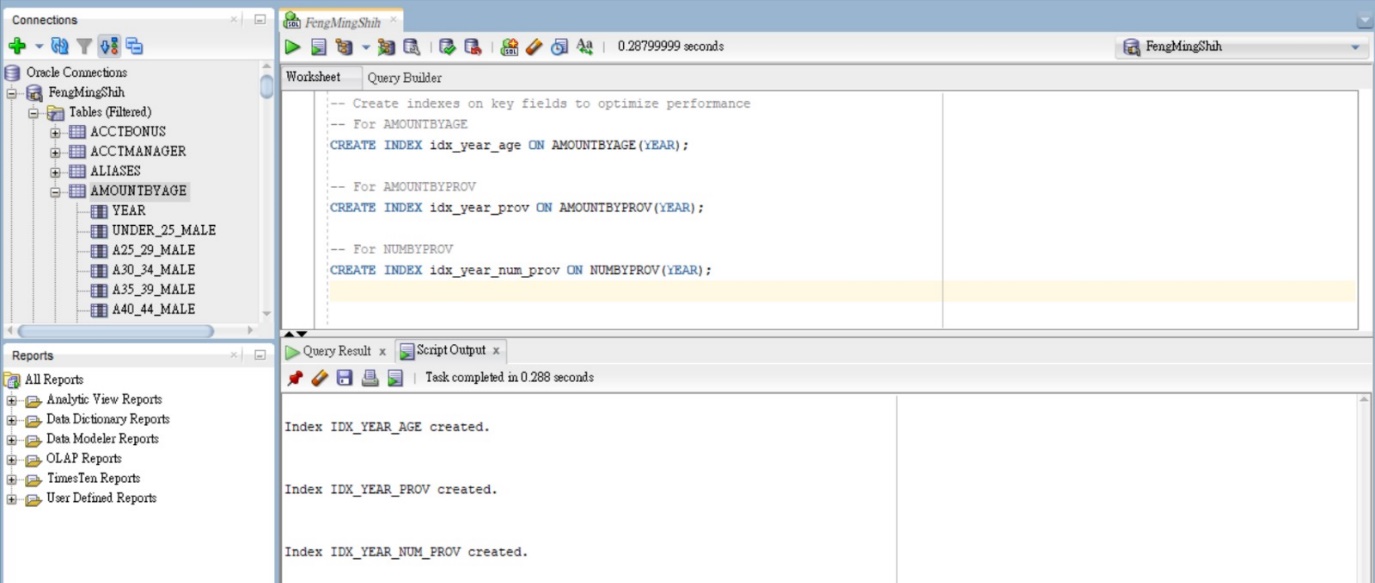 Connections
Oracle Connections
FengMingShih
Tables (Filtered)
ACCTBONUS
ACCTMANAGER
ALIASES
AMOUNTBYAGE
YEAR
UNDER_25_MALE
A25_29_MALE
A30_34_MALE
A35_39_MALE
A40_44_MALE
Reports
All Reports
Analytic View Reports
Data Dictionary Reports
Data Modeler Reports
OLAP Reports
TimesTen Reports
User Defined Reports
FengMingShih
0.28799999 seconds
FengMingShih
Worksheet Query Builder
-- Create indexes on key fields to optimize performance
-- For AMOUNTBYAGE
CREATE INDEX idx_year_age ON AMOUNTBYAGE(YEAR);
-- For AMOUNTBYPROV
CREATE INDEX idx_year_prov ON AMOUNTBYPROV(YEAR);
-- For NUMBYPROV
CREATE INDEX idx_year_num_prov ON NUMBYPROV(YEAR);
Query Result x Script Output x
Task completed in 0.288 seconds
Index IDX_YEAR_AGE created.
Index IDX_YEAR_PROV created.
Index IDX_YEAR_NUM_PROV created.